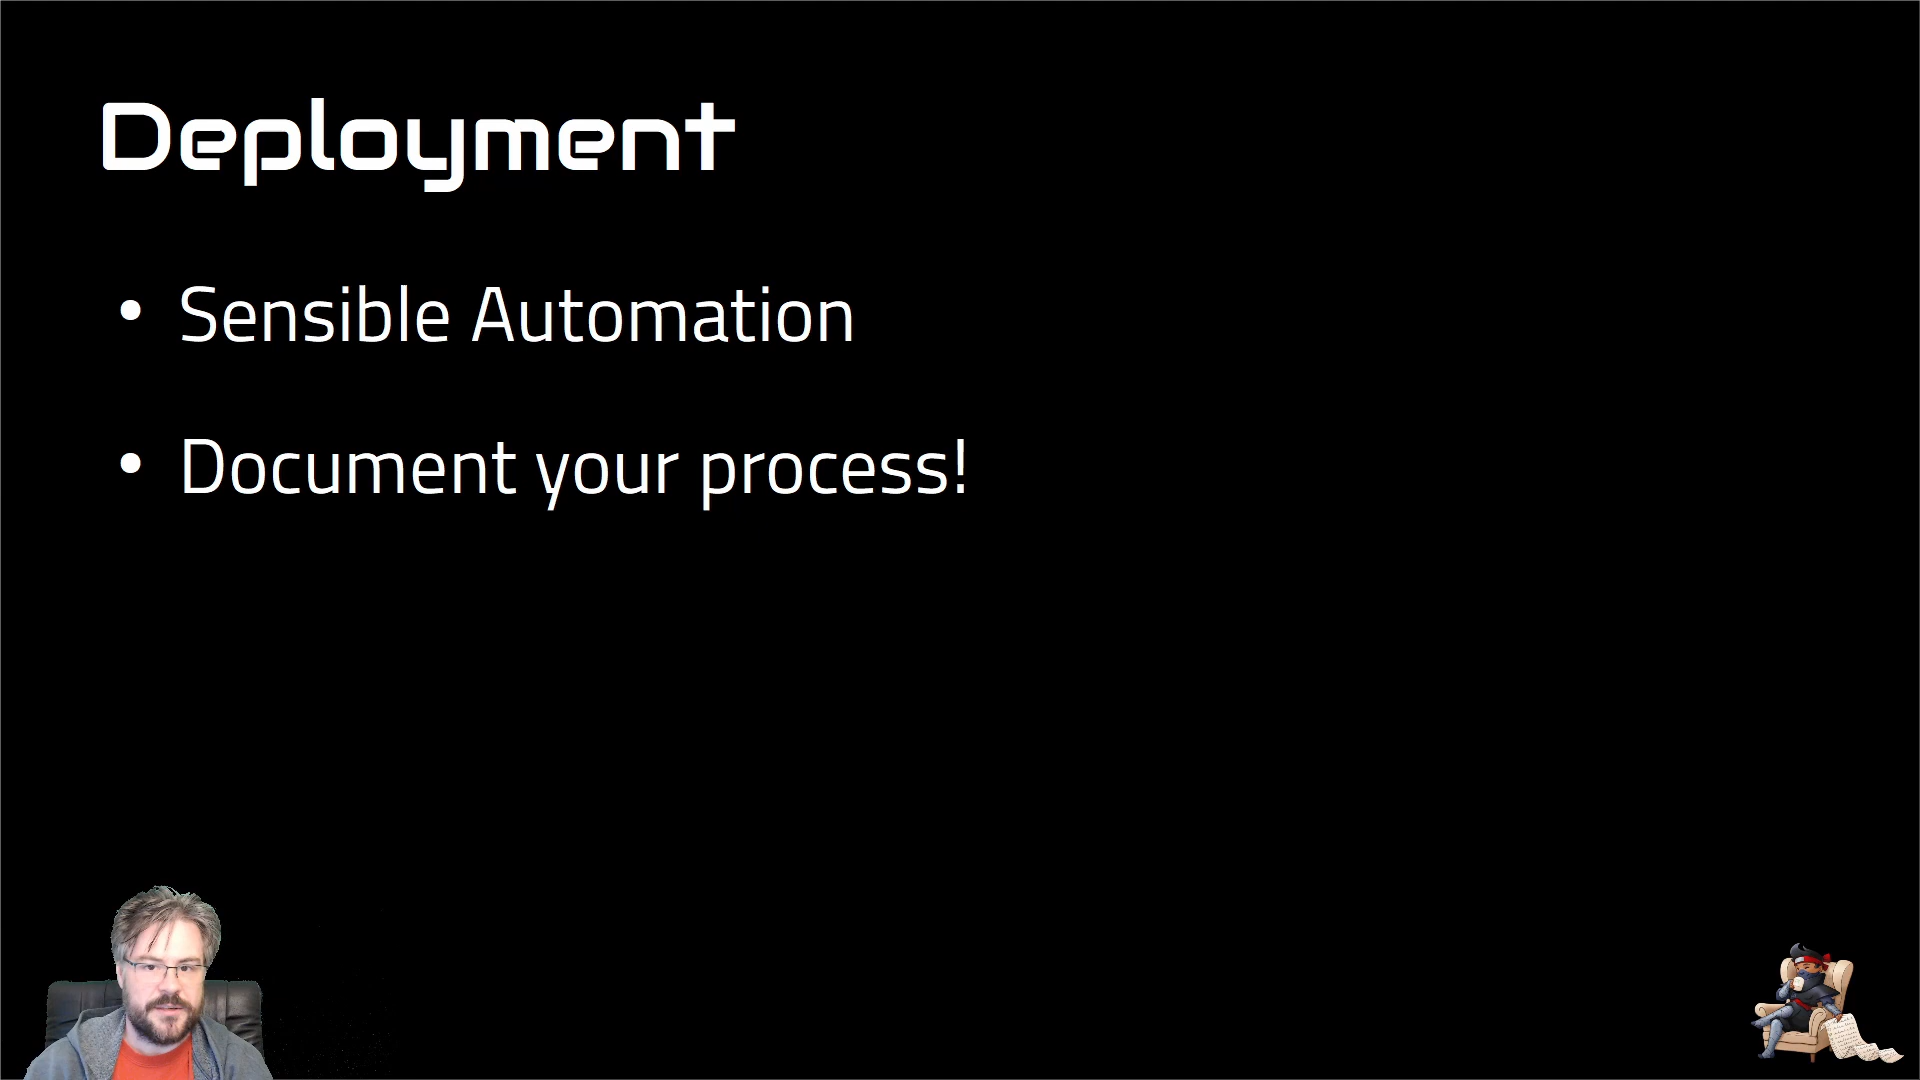 Deployment
• Sensible Automation
• Document your process!